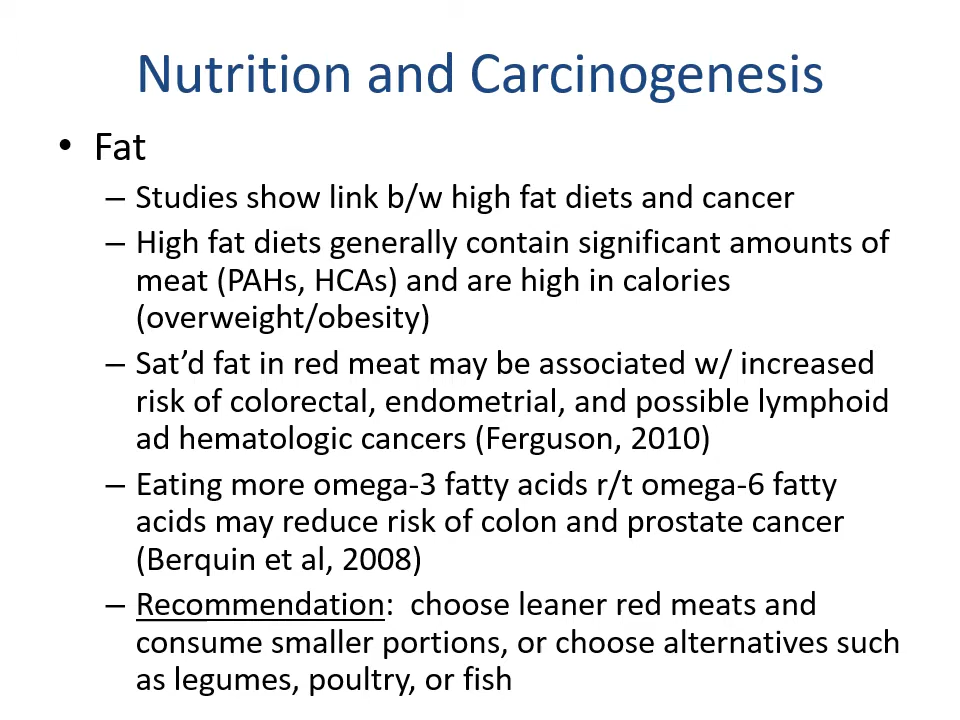 Nutrition and Carcinogenesis
• Fat
– Studies show link b/w high fat diets and cancer
– High fat diets generally contain significant amounts of
meat (PAHs, HCAs) and are high in calories
(overweight/obesity)
– Sat’d fat in red meat may be associated w/ increased
risk of colorectal, endometrial, and possible lymphoid
ad hematologic cancers (Ferguson, 2010)
– Eating more omega-3 fatty acids r/t omega-6 fatty
acids may reduce risk of colon and prostate cancer
(Berquin et al, 2008)
– Recommendation:  choose leaner red meats and
consume smaller portions, or choose alternatives such
as legumes, poultry, or fish